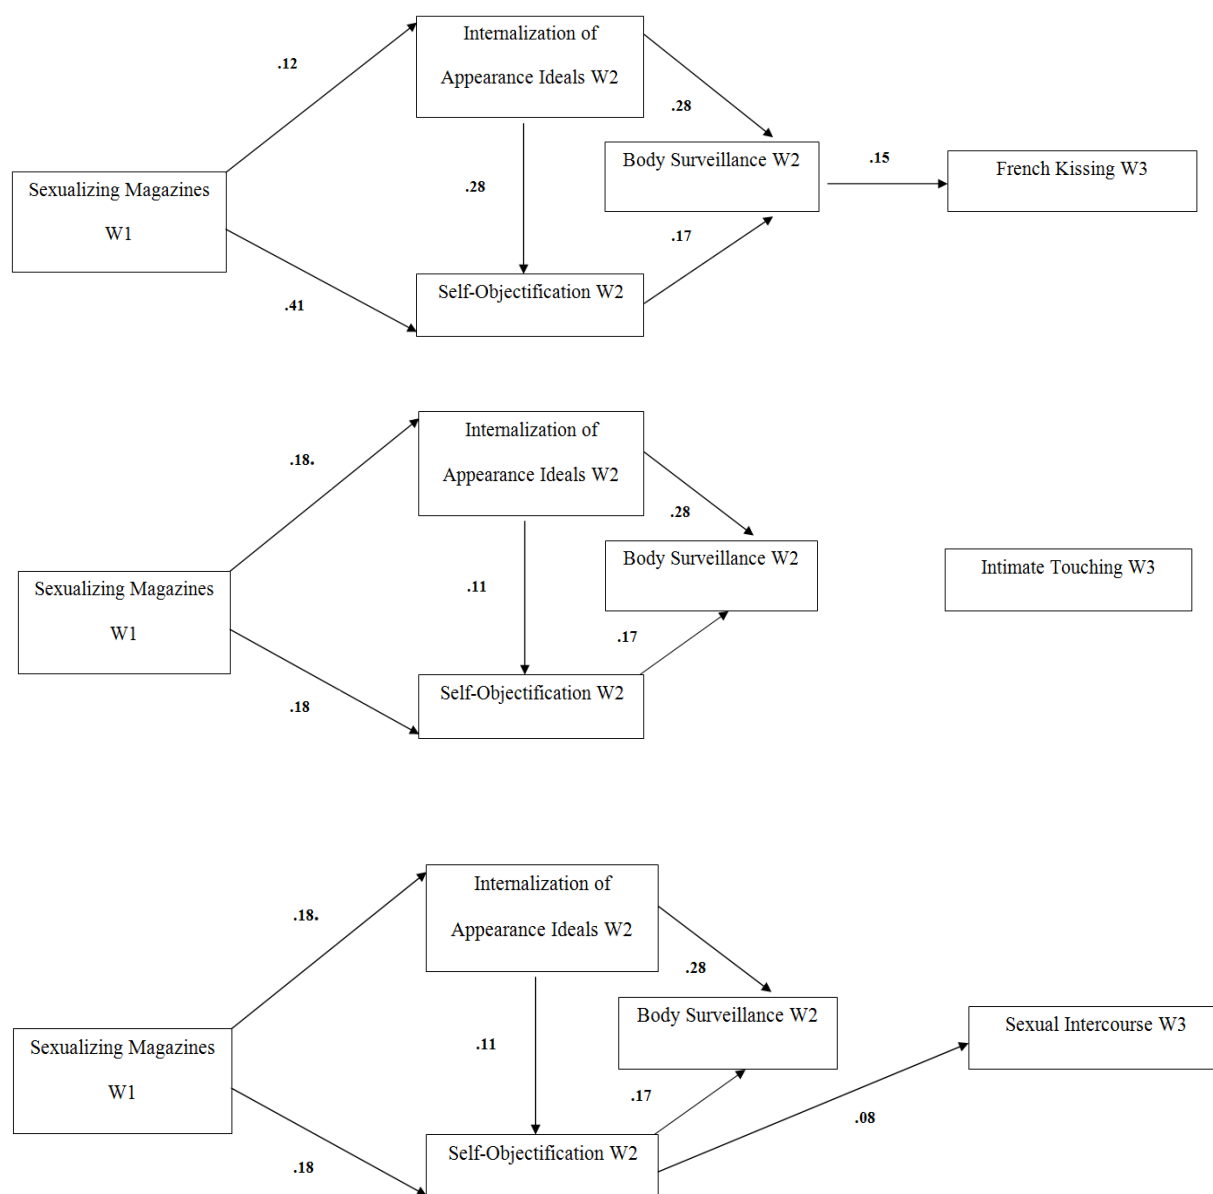 Internalization of
Appearance Ideals W2
.12
.28
Body Surveillance W2
.15
French Kissing W3
Sexualizing Magazines
W1
.28
.17
Self-Objectification W2
.41
Internalization of
Appearance Ideals W2
.18.
.28
Body Surveillance W2
Intimate Touching W3
Sexualizing Magazines
W1
.11
.17
Self-Objectification W2
.18
Internalization of
Appearance Ideals W2
.18.
.28
Body Surveillance W2
Sexual Intercourse W3
Sexualizing Magazines
W1
.11
.17
.08
Self-Objectification W2
.18